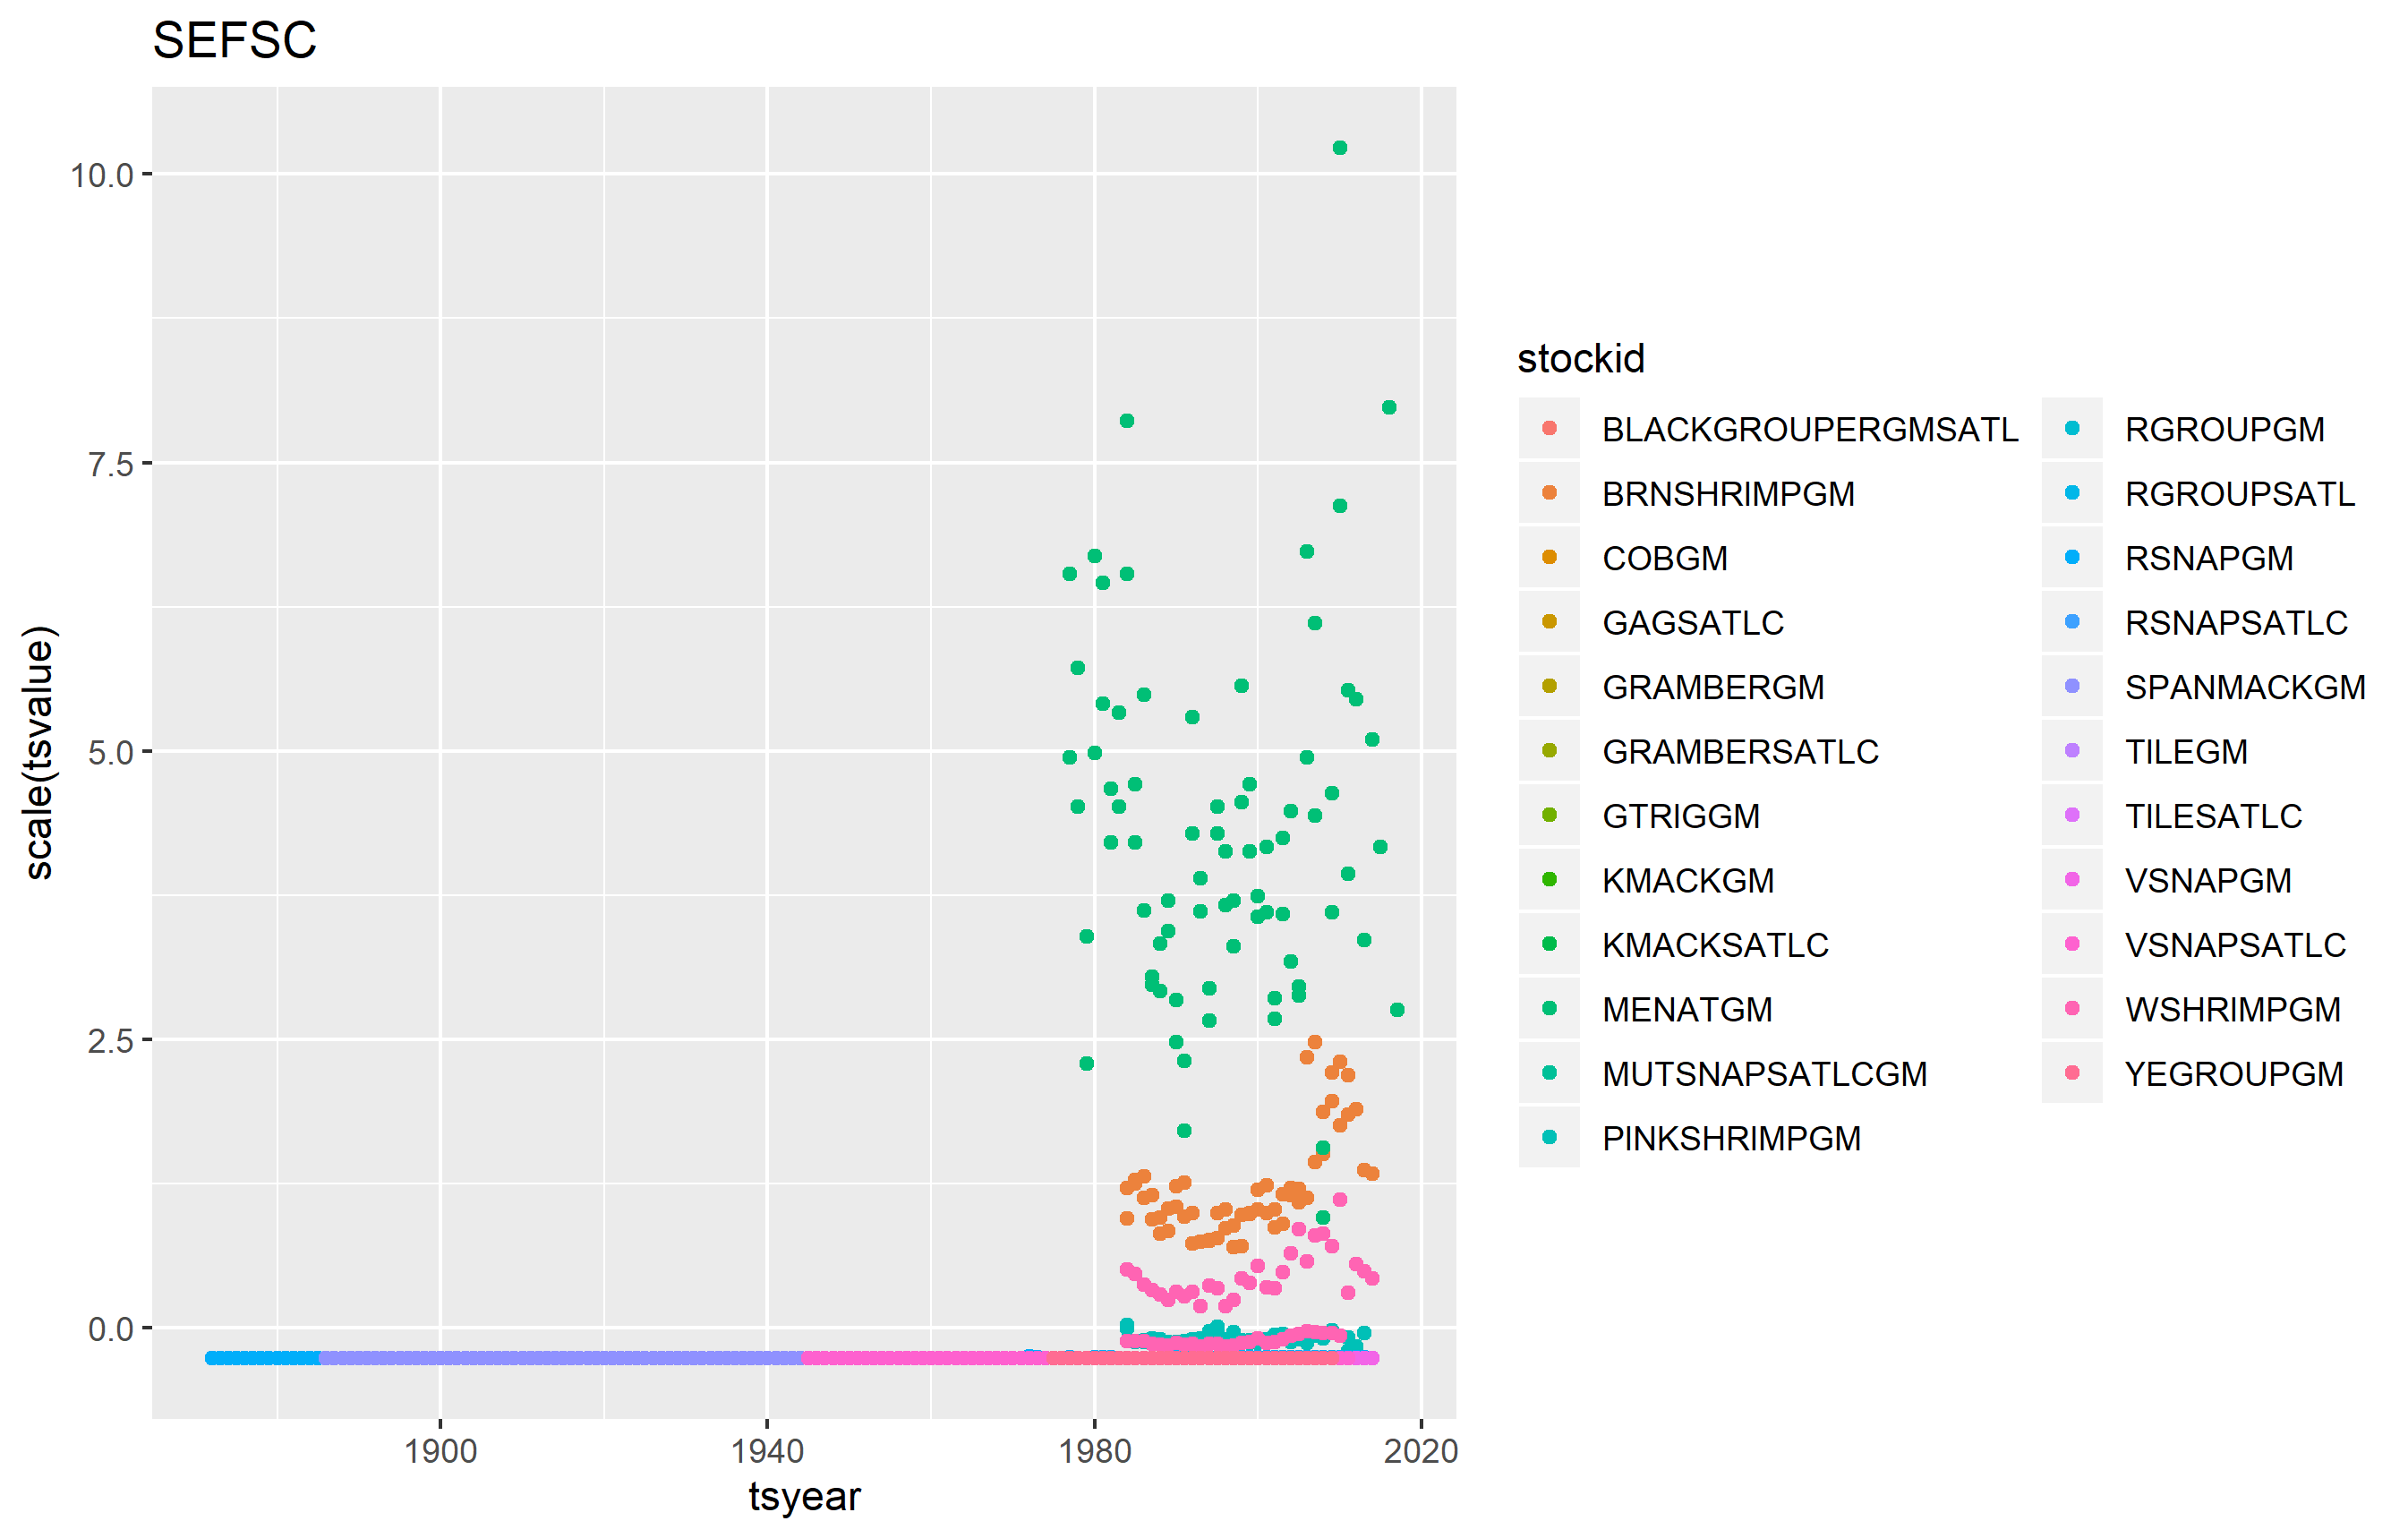 SEFSC
10.0
7.5
5.0
2.5
0.0
scale(tsvalue)
1900 1940 1980 2020
tsyear
stockid
BLACKGROUPERGMSATL
BRNSHRIMPGM
COBGM
GAGSATLC
GRAMBERGM
GRAMBERSATLC
GTRIGGM
KMACKGM
KMACKSATLC
MENATGM
MUTSNAPSATLCGM
PINKSHRIMPGM
RGROUPGM
RGROUPSATL
RSNAPGM
RSNAPSATLC
SPANMACKGM
TILEGM
TILESATLC
VSNAPGM
VSNAPSATLC
WSHRIMPGM
YEGROUPGM